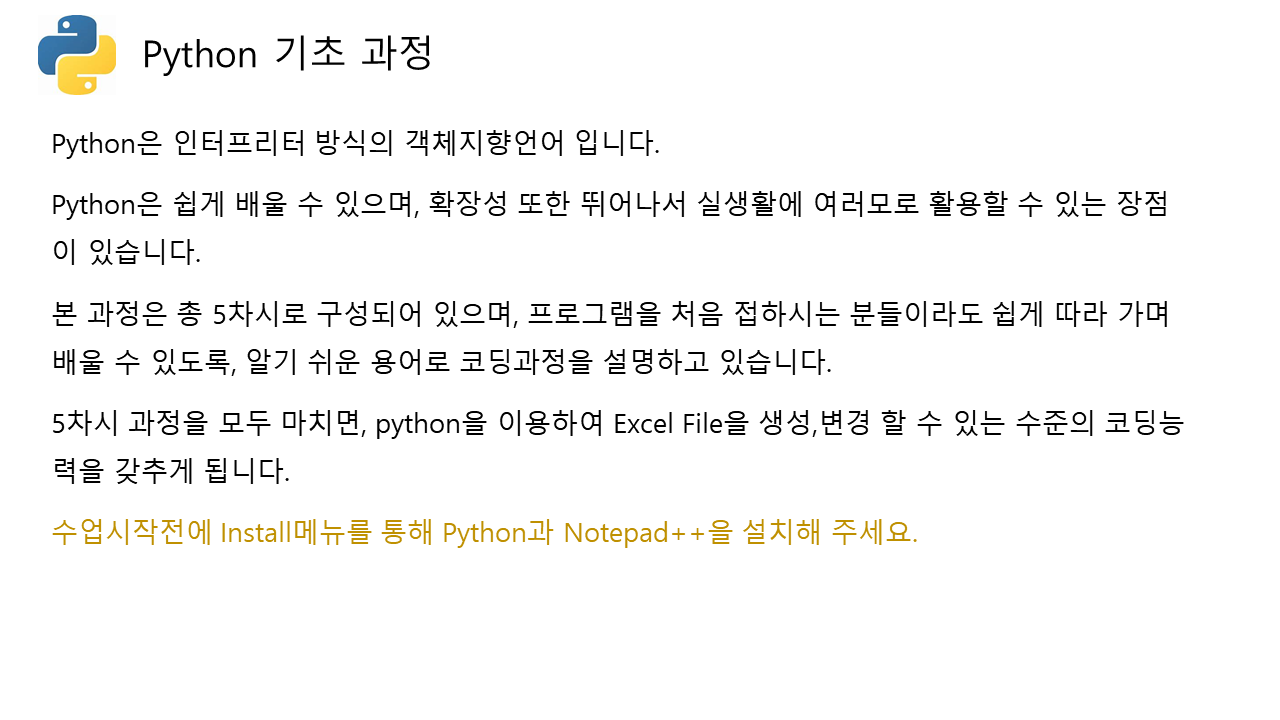 Python 기초 과정
Python은 인터프리터 방식의 객체지향언어 입니다.
Python은 쉽게 배울 수 있으며, 확장성 또한 뛰어나서 실생활에 여러모로 활용할 수 있는 장점
이 있습니다.
본 과정은 총 5차시로 구성되어 있으며, 프로그램을 처음 접하시는 분들이라도 쉽게 따라 가며
배울 수 있도록, 알기 쉬운 용어로 코딩과정을 설명하고 있습니다.
5차시 과정을 모두 마치면, python을 이용하여 Excel File을 생성,변경 할 수 있는 수준의 코딩능
력을 갖추게 됩니다.
수업시작전에 Install메뉴를 통해 Python과 Notepad++을 설치해 주세요.